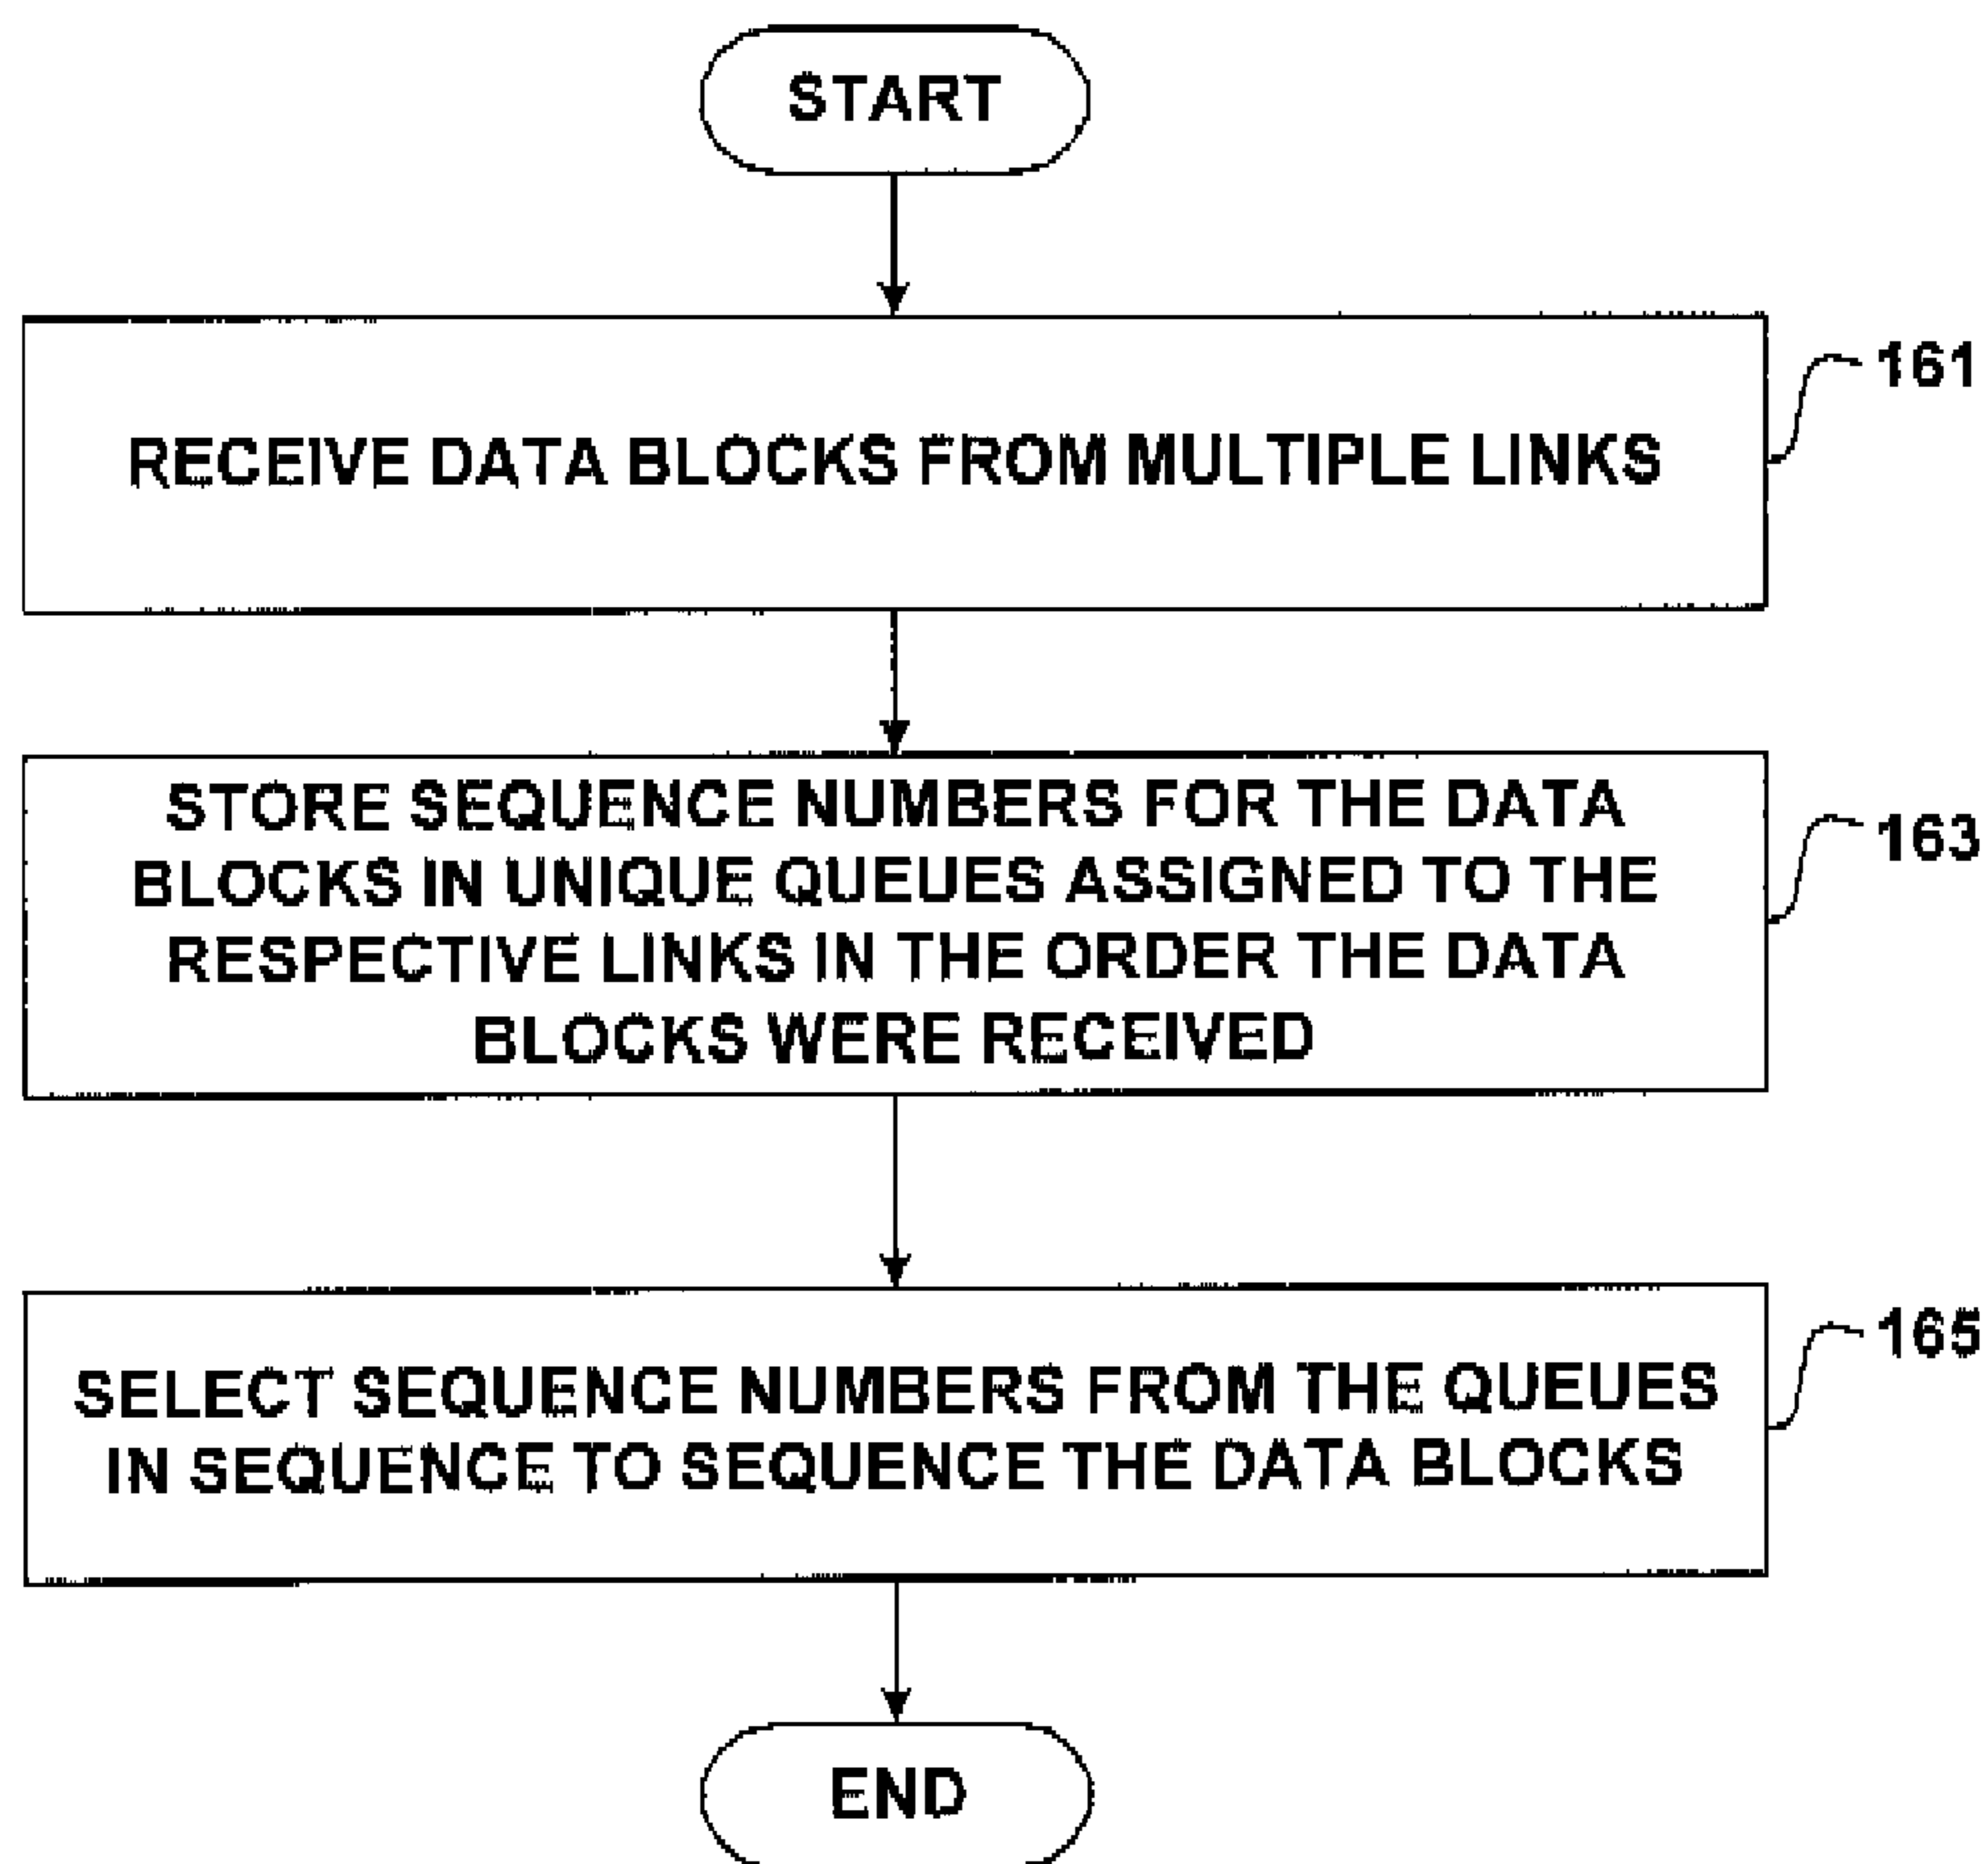 START
RECEIVE DATA BLOCKS FROM MULTIPLE LINKS
161
STORE SEQUENCE NUMBERS FOR THE DATA
BLOCKS IN UNIQUE QUEUES ASSIGNED TO THE
RESPECTIVE LINKS IN THE ORDER THE DATA
BLOCKS WERE RECEIVED
163
SELECT SEQUENCE NUMBERS FROM THE QUEUES
IN SEQUENCE TO SEQUENCE THE DATA BLOCKS
165
END